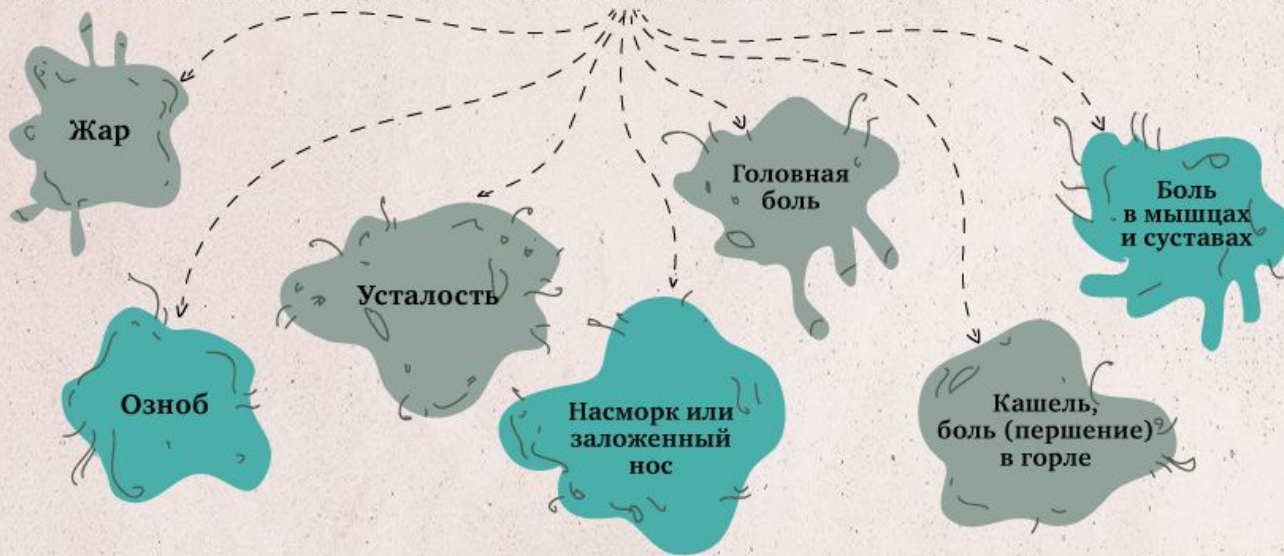 Жар
Головная
боль
Боль
в мышцах
и суставах
Усталость
Озноб
Насморк или
заложенный
нос
Кашель,
боль (першение)
в горле